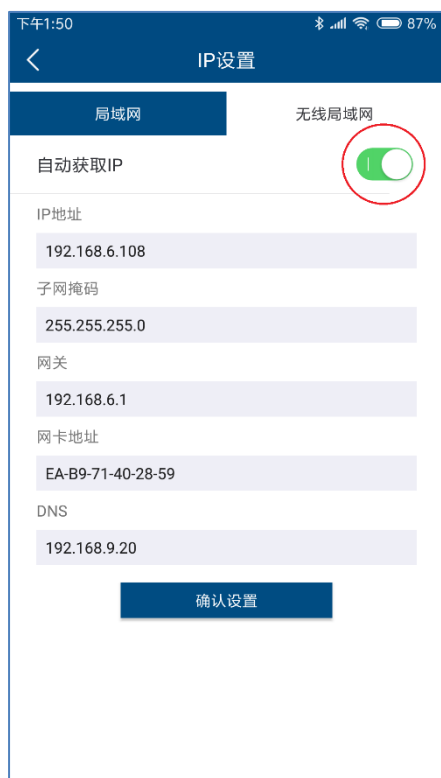 下午1:50 87%
IP设置
局域网 无线局域网
自动获取IP
IP地址
192.168.6.108
子网掩码
255.255.255.0
网关
192.168.6.1
网卡地址
EA-B9-71-40-28-59
DNS
192.168.9.20
确认设置